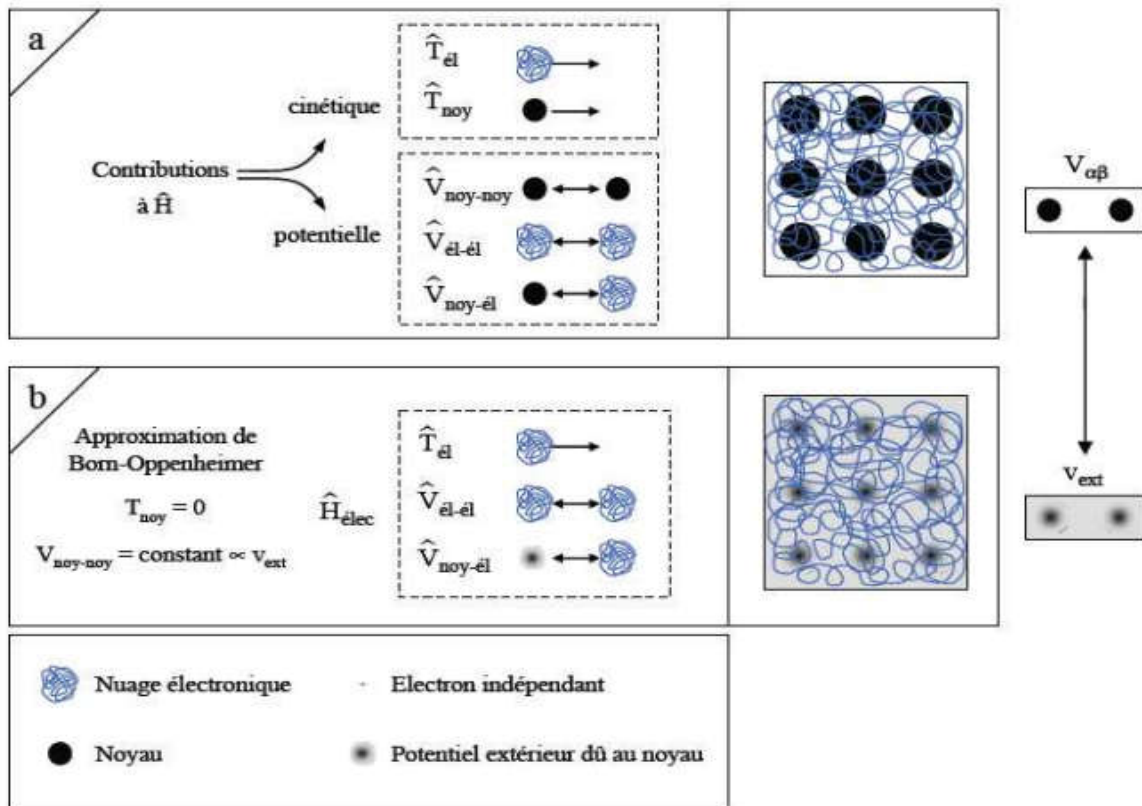 a
T̂él
T̂noy
cinétique
Contributions
à Ĥ
potentielle
V̂noy-noy
V̂él-él
V̂noy-él
Vαβ
b
Approximation de
Born-Oppenheimer
Tnoy = 0
Vnoy-noy = constant ∝ vext
Ĥélec
T̂él
V̂él-él
V̂noy-él
vext
Nuage électronique
Electron indépendant
Noyau
Potentiel extérieur dû au noyau